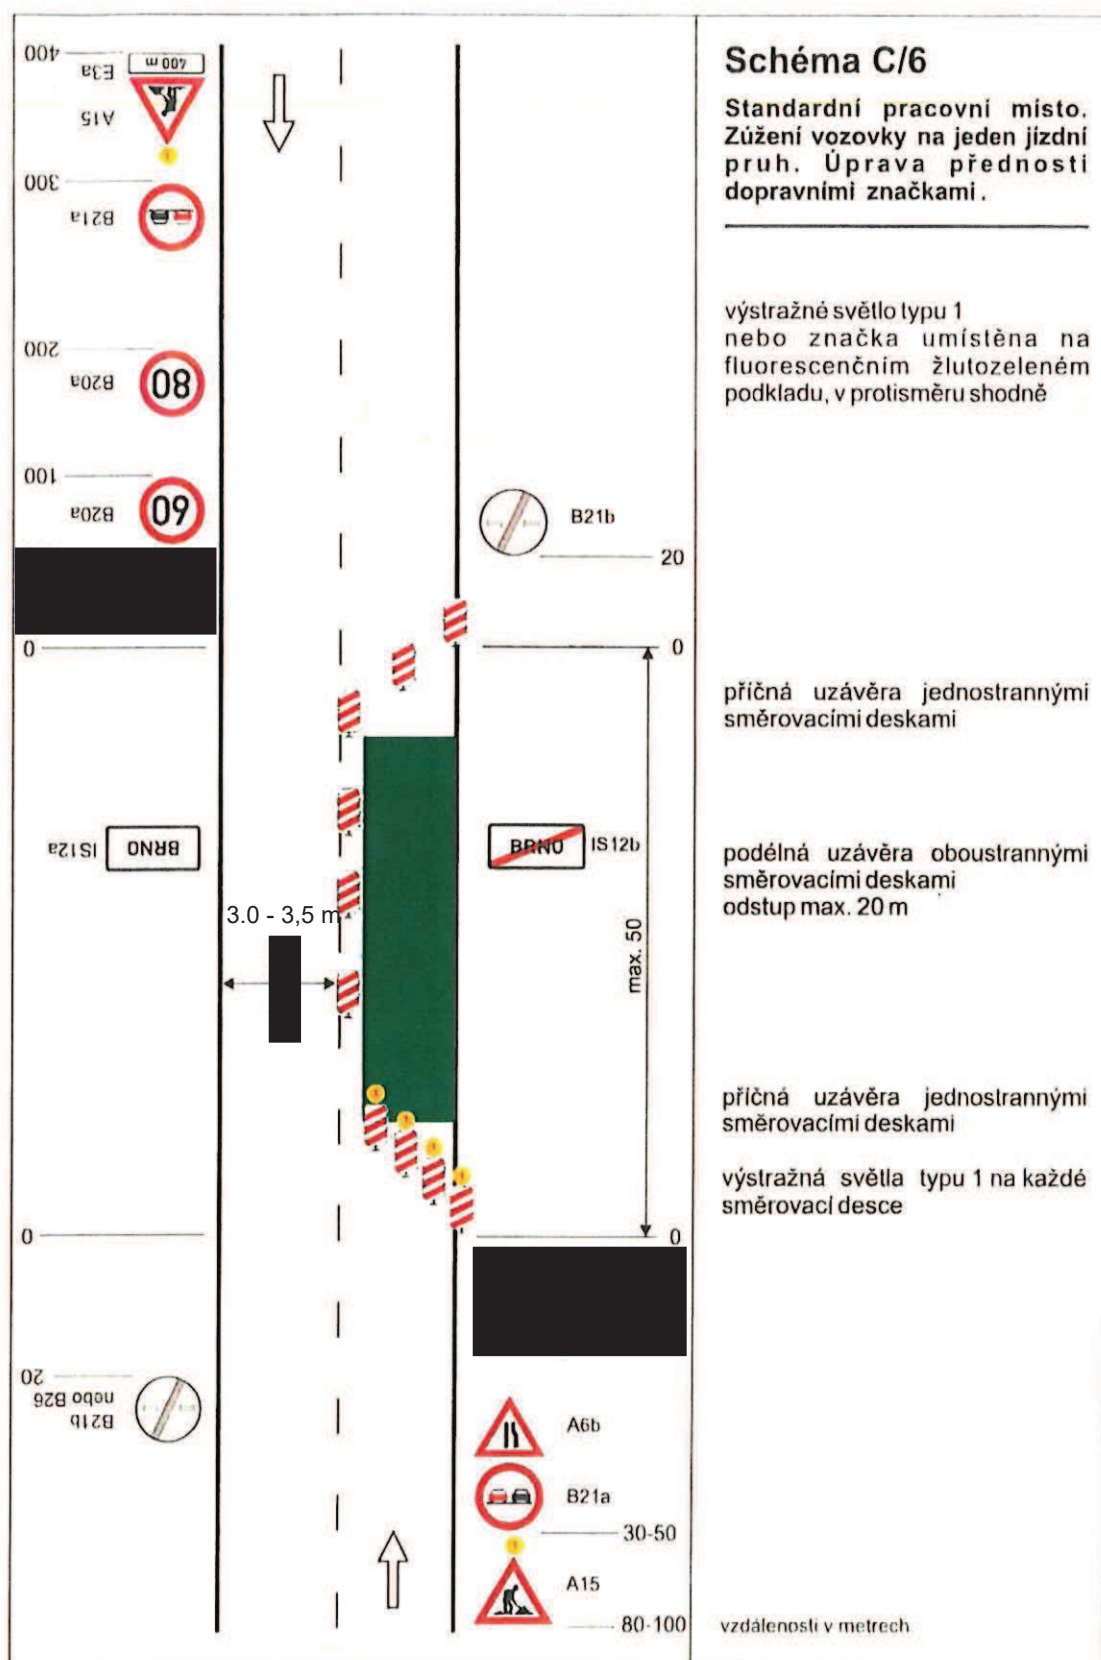 Schéma C/6
Standardní pracovní místo.
Zúžení vozovky na jeden jízdní
pruh. Úprava přednosti
dopravními značkami.
400
E3a
400 m
A15
300
B21a
výstražné světlo typu 1
nebo značka umístěna na
fluorescenčním žlutozeleném
podkladu, v protisměru shodně
200
B20a
80
100
B20a
60
B21b
20
0
0
příčná uzávěra jednostrannými
směrovacími deskami
IS12a
BRNO
BRNO
IS12b
podélná uzávěra oboustrannými
směrovacími deskami
odstup max. 20 m
3.0 - 3,5 m
max. 50
příčná uzávěra jednostrannými
směrovacími deskami
výstražná světla typu 1 na každé
směrovací desce
0
0
20
B21b
nebo B26
A6b
B21a
30-50
A15
80-100
vzdálenosti v metrech